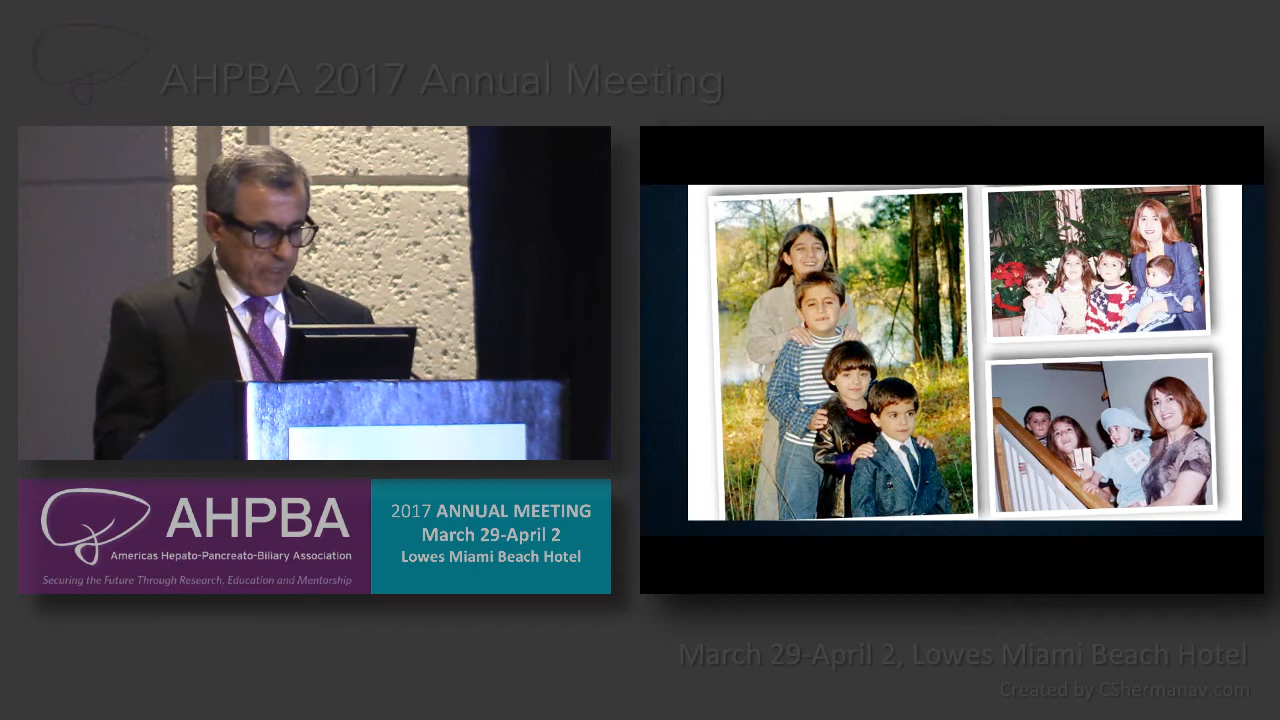 AHPBA 2017 Annual Meeting
AHPBA
Americas Hepato-Pancreato-Biliary Association
Securing the Future Through Research, Education and Mentorship
2017 ANNUAL MEETING
March 29-April 2
Lowes Miami Beach Hotel
March 29-April 2, Lowes Miami Beach Hotel
Created by CShermanav.com